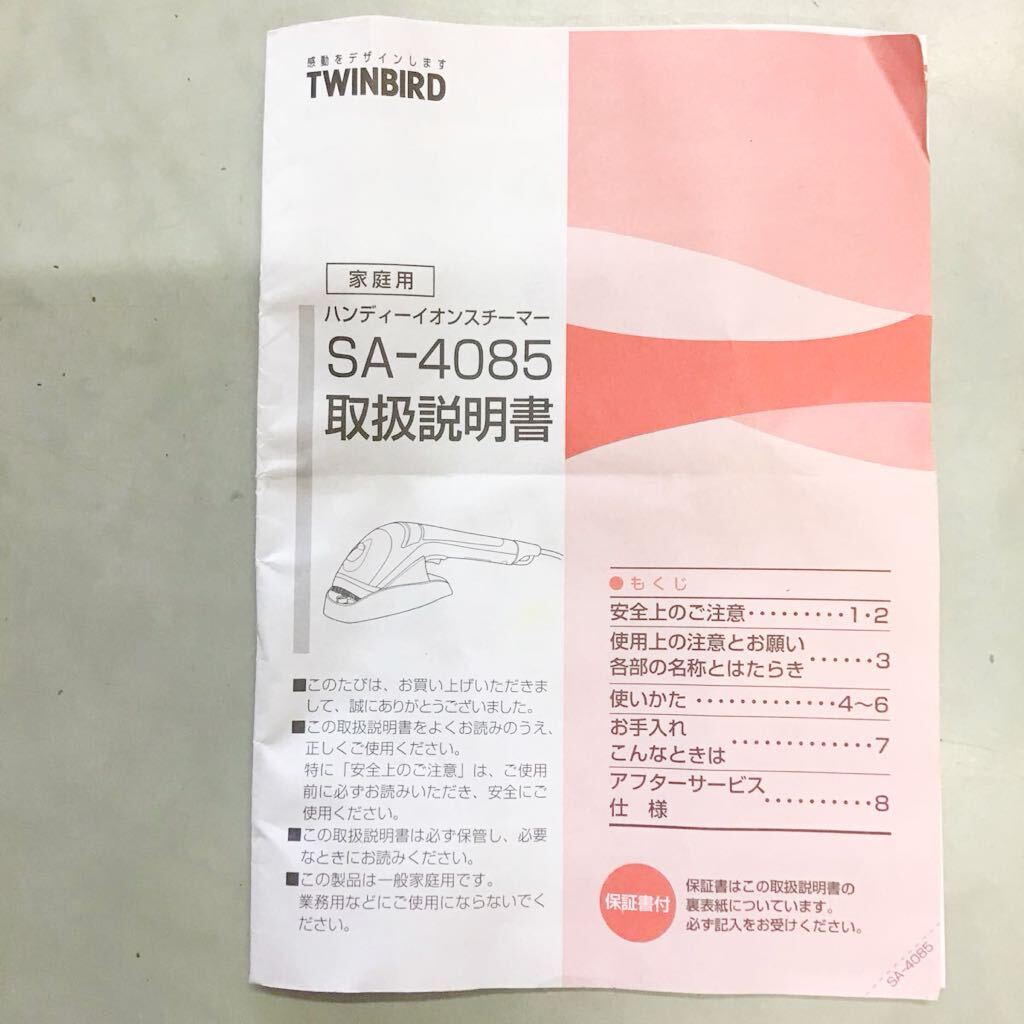 感動をデザインします
TWINBIRD
家庭用
ハンディーイオンスチーマー
SA-4085
取扱説明書
■このたびは、お買い上げいただきま
して、誠にありがとうございました。
■この取扱説明書をよくお読みのうえ、
正しくご使用ください。
特に「安全上のご注意」は、ご使用
前に必ずお読みいただき、安全にご
使用ください。
■この取扱説明書は必ず保管し、必要
なときにお読みください。
■この製品は一般家庭用です。
業務用などにご使用にならないでく
ださい。
●もくじ
安全上のご注意・・・・・・・・・1・2
使用上の注意とお願い
各部の名称とはたらき・・・・・・3
使いかた・・・・・・・・・・・・・4〜6
お手入れ
こんなときは・・・・・・・・・・・・・7
アフターサービス
仕 様・・・・・・・・・・8
保証書付
保証書はこの取扱説明書の
裏表紙についています。
必ず記入をお受けください。
SA-4085